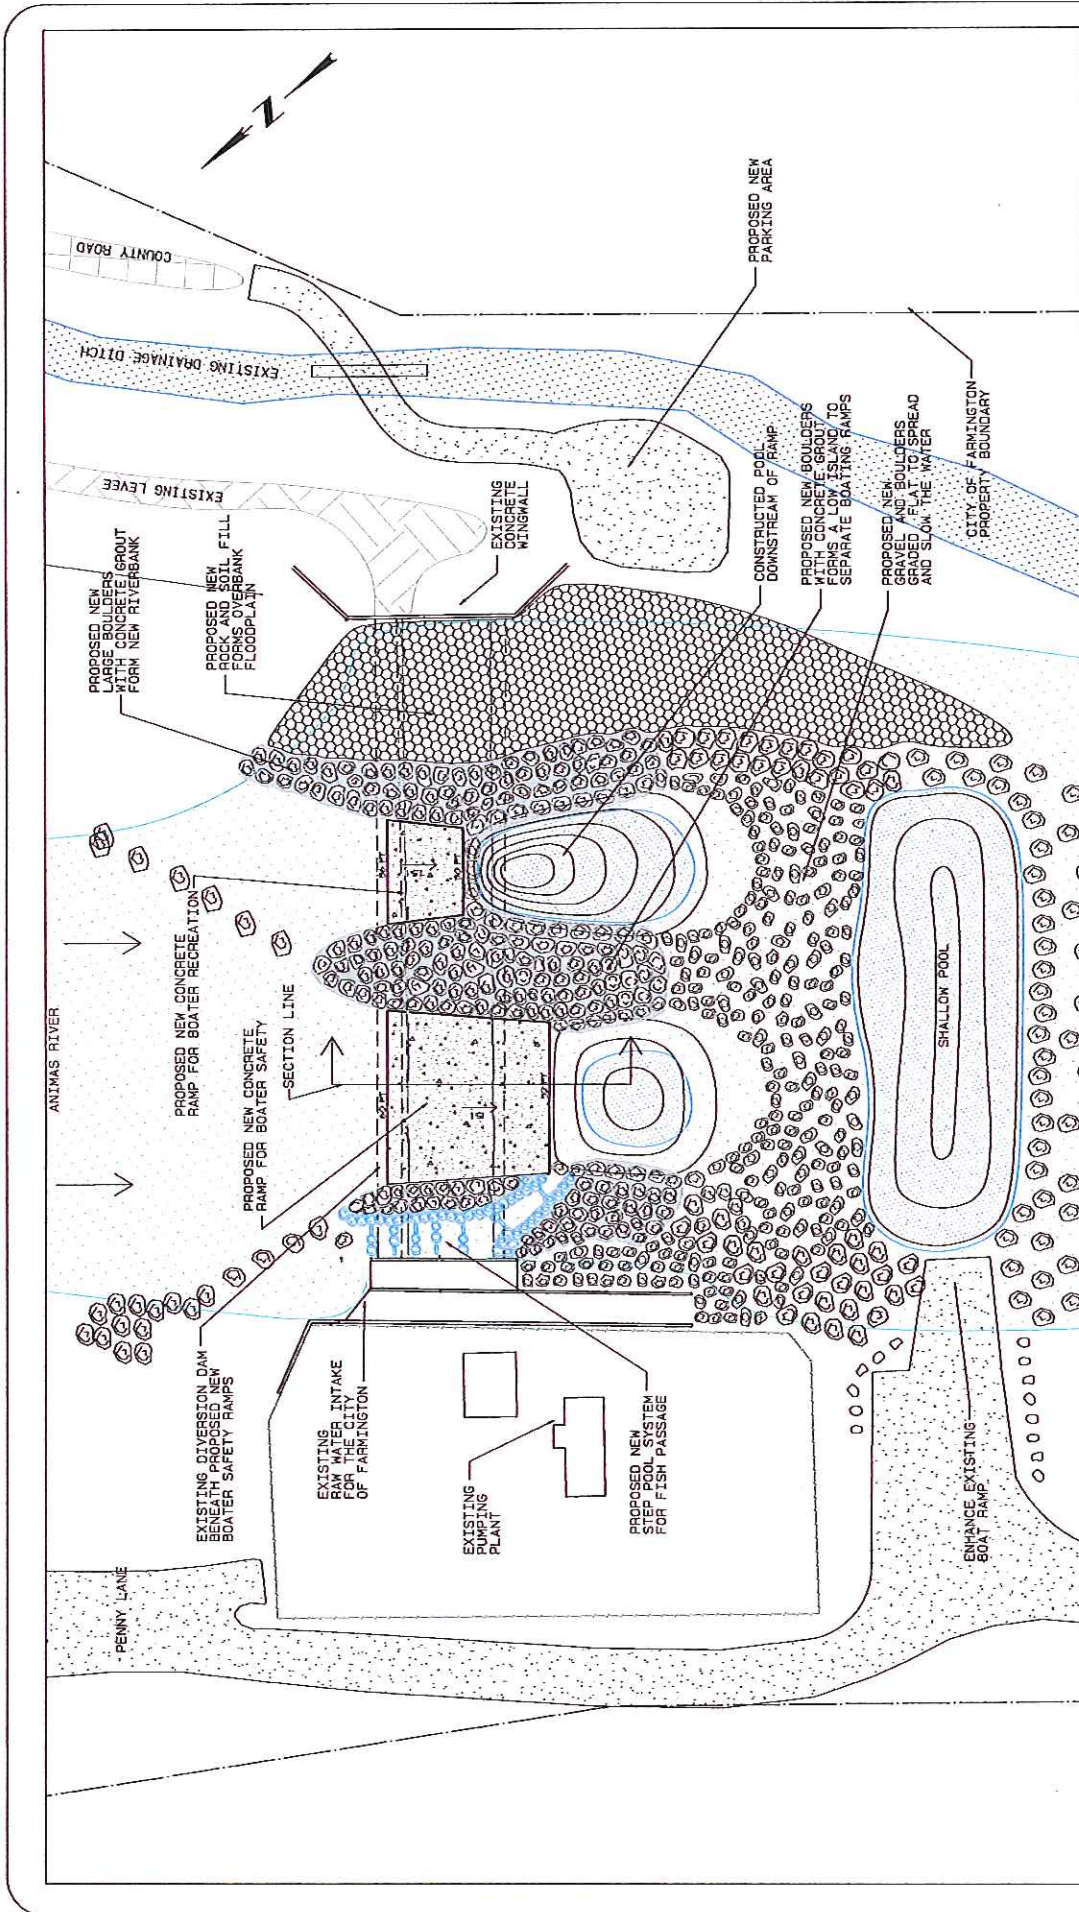 ANIMAS RIVER
PENNY LANE
EXISTING DIVERSION DAM
BENEATH PROPOSED NEW
BOATER SAFETY RAMPS
PROPOSED NEW CONCRETE
RAMP FOR BOATER SAFETY
SECTION LINE
PROPOSED NEW CONCRETE
RAMP FOR BOATER RECREATION
PROPOSED NEW
LARGE BOULDERS
WITH CONCRETE GROUT
FORM NEW RIVERBANK
PROPOSED NEW
ROCK AND SOIL FILL
FORMS OVERBANK
FLOODPLAIN
EXISTING LEVEE
EXISTING DRAINAGE DITCH
COUNTY ROAD
N
EXISTING
RAW WATER INTAKE
FOR THE CITY
OF FARMINGTON
EXISTING
PUMPING
PLANT
PROPOSED NEW
STEP POOL SYSTEM
FOR FISH PASSAGE
EXISTING
CONCRETE
WINGWALL
PROPOSED NEW
PARKING AREA
CONSTRUCTED POOL
DOWNSTREAM OF RAMP
PROPOSED NEW BOULDERS
WITH CONCRETE GROUT
FORMS A LOW ISLAND TO
SEPARATE BOATING RAMPS
PROPOSED NEW
GRAVEL AND BOULDERS
GRADED FLAT TO SPREAD
AND SLOW THE WATER
CITY OF FARMINGTON
PROPERTY BOUNDARY
SHALLOW POOL
ENHANCE EXISTING
BOAT RAMP